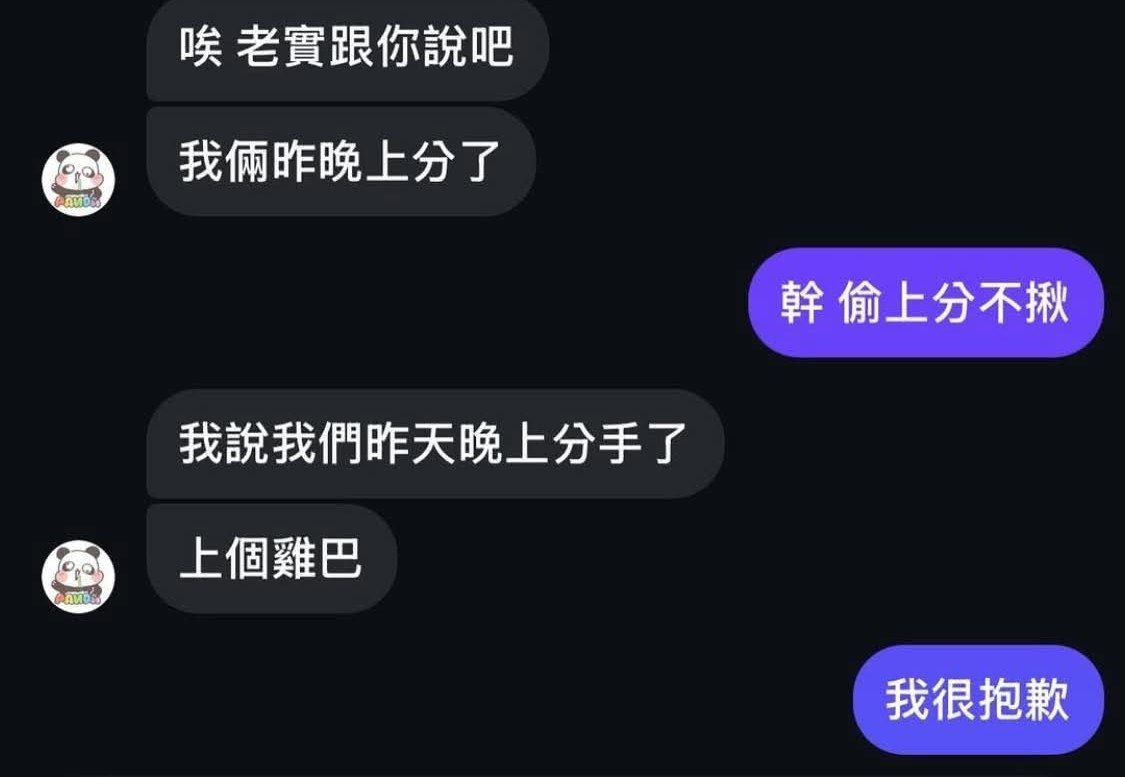 唉 老實跟你說吧
我倆昨晚上分了
幹 偷上分不揪
我說我們昨天晚上分手了
上個雞巴
我很抱歉